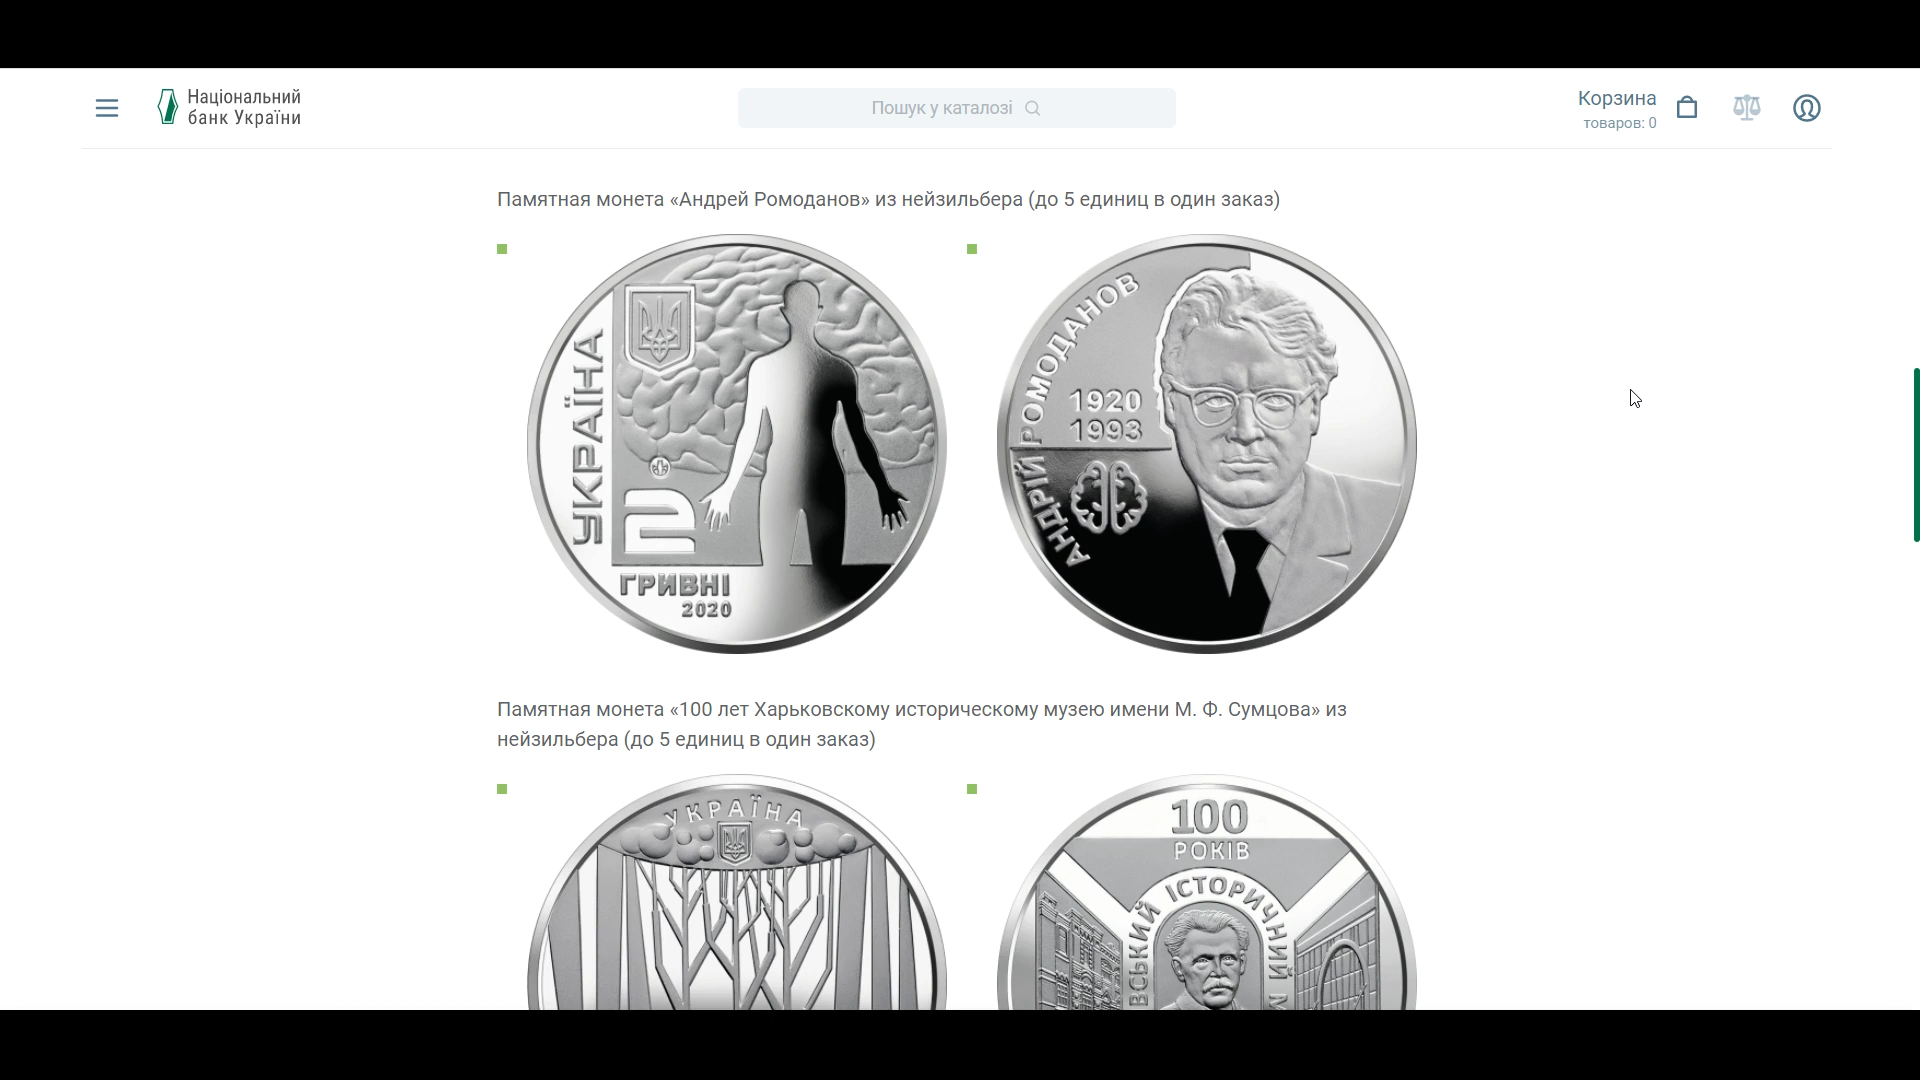 Національний
банк України
Пошук у каталозі
Корзина
товаров: 0
Памятная монета «Андрей Ромоданов» из нейзильбера (до 5 единиц в один заказ)
УКРАЇНА
2
ГРИВНІ
2020
АНДРІЙ РОМОДАНОВ
1920
1993
Памятная монета «100 лет Харьковскому историческому музею имени М. Ф. Сумцова» из
нейзильбера (до 5 единиц в один заказ)
УКРАЇНА
100
РОКІВ
ВСЬКИЙ ІСТОРИЧНИЙ М